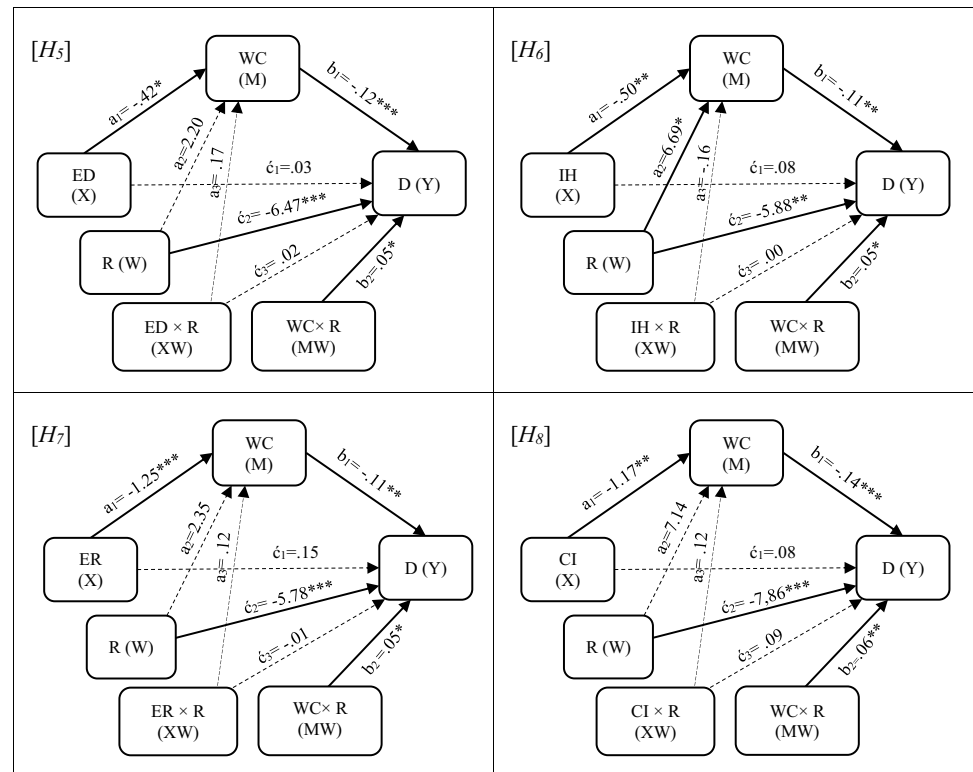 [H₅]
WC
(M)
a₁= -.42*
b₁= -.12***
a₂=2.20
a₃= .17
ED
(X)
ć₁=.03
D (Y)
ć₂= -6.47***
R (W)
ć₃= .02
b₂=.05*
ED × R
(XW)
WC× R
(MW)
[H₆]
WC
(M)
a₁= -.50**
b₁= -.11**
a₂=6.69*
a₃= -.16
IH
(X)
ć₁=.08
D (Y)
ć₂= -5.88**
R (W)
ć₃= .00
b₂=.05*
IH × R
(XW)
WC× R
(MW)
[H₇]
WC
(M)
a₁= -1.25***
b₁= -.11**
a₂=2.35
a₃= .12
ER
(X)
ć₁=.15
D (Y)
ć₂= -5.78***
R (W)
ć₃= -.01
b₂=.05*
ER × R
(XW)
WC× R
(MW)
[H₈]
WC
(M)
a₁= -1.17**
b₁= -.14***
a₂=7.14
a₃= .12
CI
(X)
ć₁=.08
D (Y)
ć₂= -7,86***
R (W)
ć₃= .09
b₂=.06**
CI × R
(XW)
WC× R
(MW)